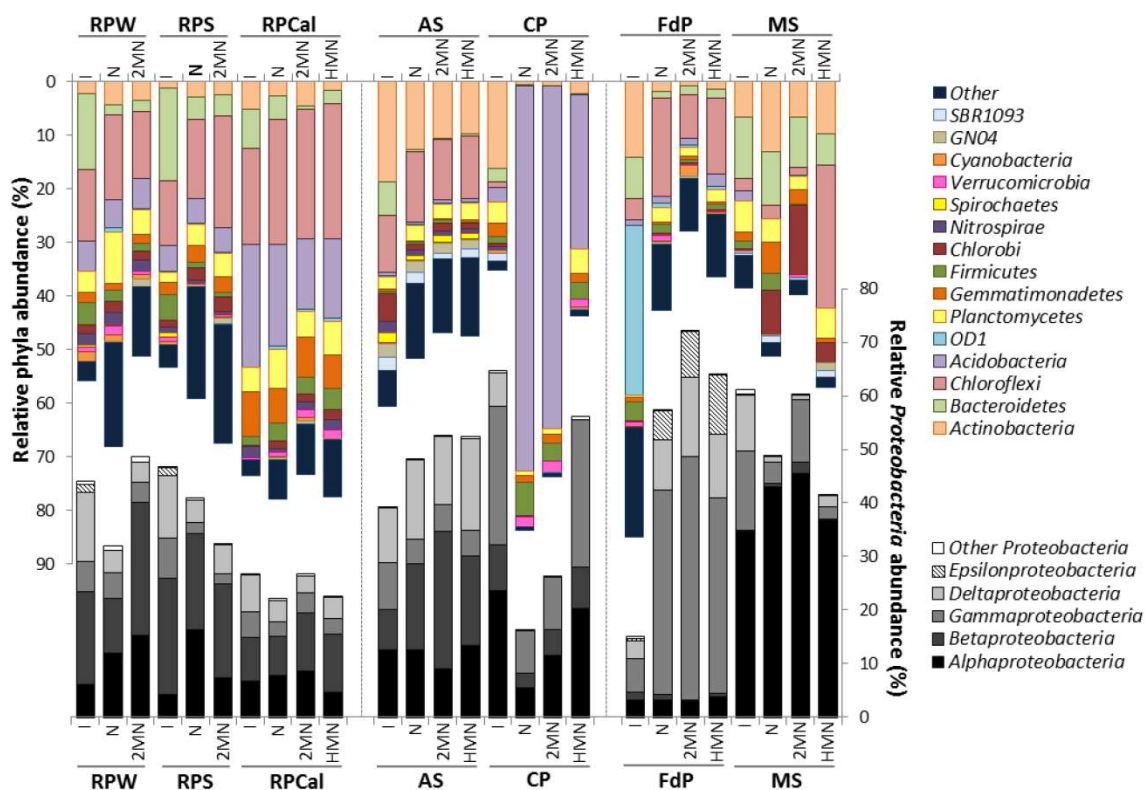 RPW RPS RPCal AS CP FdP MS
I N 2MN I N 2MN I N 2MN HMN I N 2MN HMN I N 2MN HMN I N 2MN HMN I N 2MN HMN
Relative phyla abundance (%)
0
10
20
30
40
50
60
70
80
90
Other
SBR1093
GN04
Cyanobacteria
Verrucomicrobia
Spirochaetes
Nitrospirae
Chlorobi
Firmicutes
Gemmatimonadetes
Planctomycetes
OD1
Acidobacteria
Chloroflexi
Bacteroidetes
Actinobacteria
80
70
60
50
40
30
20
10
0
Relative Proteobacteria abundance (%)
Other Proteobacteria
Epsilonproteobacteria
Deltaproteobacteria
Gammaproteobacteria
Betaproteobacteria
Alphaproteobacteria
I N 2MN I N 2MN I N 2MN HMN I N 2MN HMN I N 2MN HMN I N 2MN HMN I N 2MN HMN
RPW RPS RPCal AS CP FdP MS